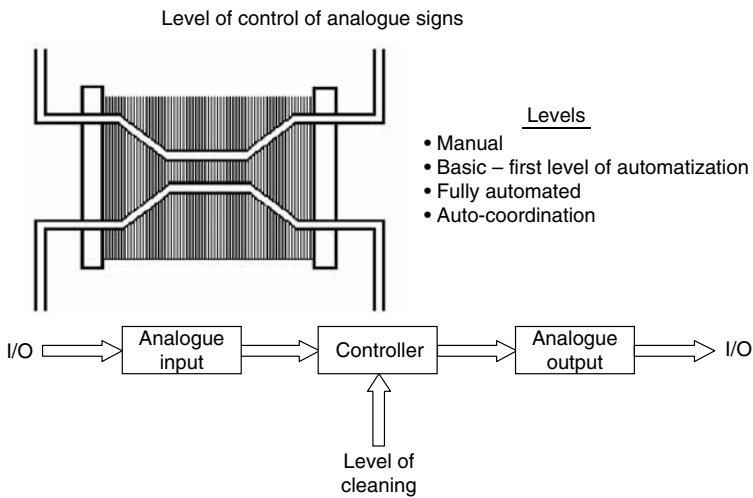 Level of control of analogue signs
Levels
• Manual
• Basic – first level of automatization
• Fully automated
• Auto-coordination
I/O
Analogue
input
Controller
Analogue
output
I/O
Level of
cleaning